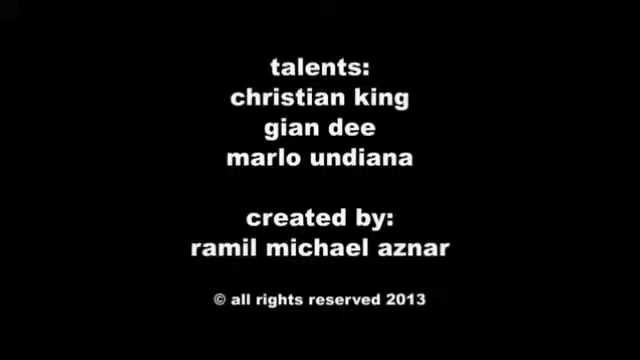 talents:
christian king
gian dee
marlo undiana
created by:
ramil michael aznar
© all rights reserved 2013